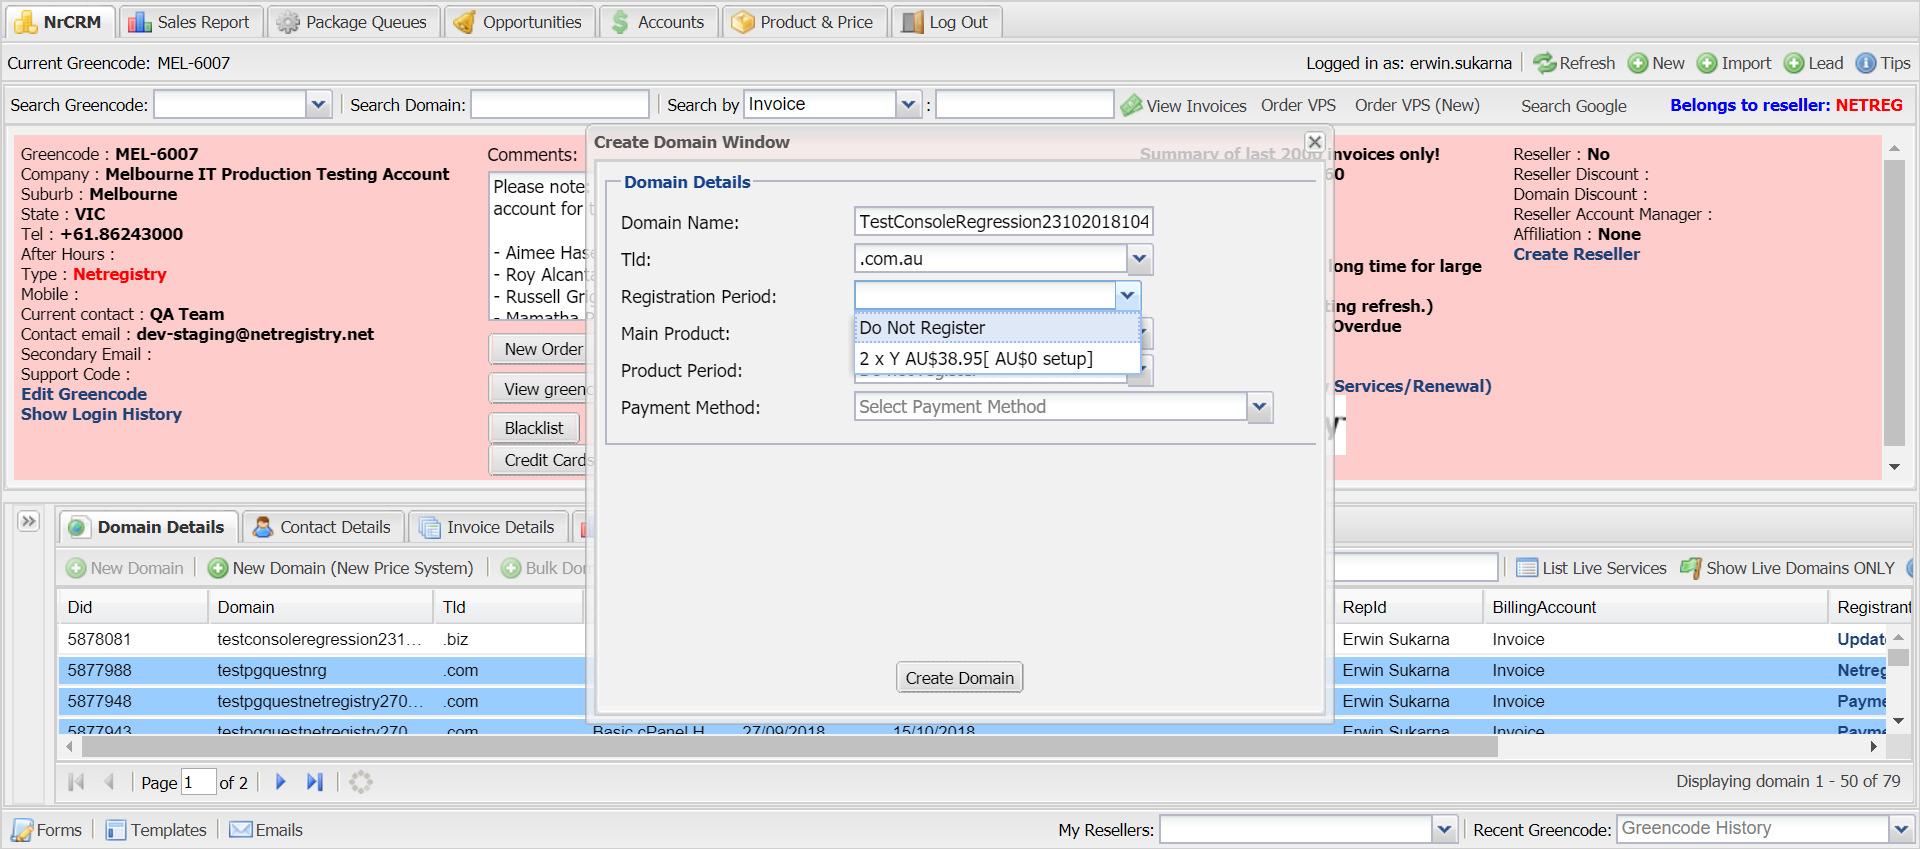 NrCRM Sales Report Package Queues Opportunities Accounts Product & Price Log Out
Current Greencode: MEL-6007 Logged in as: erwin.sukarna Refresh New Import Lead Tips
Search Greencode: Search Domain: Search by Invoice : View Invoices Order VPS Order VPS (New) Search Google Belongs to reseller: NETREG
Greencode : MEL-6007
Company : Melbourne IT Production Testing Account
Suburb : Melbourne
State : VIC
Tel : +61.86243000
After Hours :
Type : Netregistry
Mobile :
Current contact : QA Team
Contact email : dev-staging@netregistry.net
Secondary Email :
Support Code :
Edit Greencode
Show Login History
Comments:
Please note:
account for
- Aimee Hase
- Roy Alcant
- Russell Grig
- Mamatha
New Order
View green
Blacklist
Credit Cards
Create Domain Window
Summary of last 2000 invoices only!
60
long time for large
ting refresh.)
Overdue
Services/Renewal)
Domain Details
Domain Name: TestConsoleRegression23102018104
Tld: .com.au
Registration Period:
Do Not Register
2 x Y AU$38.95[ AU$0 setup]
Main Product:
Product Period:
Payment Method: Select Payment Method
Create Domain
Reseller : No
Reseller Discount :
Domain Discount :
Reseller Account Manager :
Affiliation : None
Create Reseller
Domain Details Contact Details Invoice Details
New Domain New Domain (New Price System) Bulk Dom List Live Services Show Live Domains ONLY
Did Domain Tld RepId BillingAccount Registrant
5878081 testconsoleregression231... .biz Erwin Sukarna Invoice Update
5877988 testpgquestnrg .com Erwin Sukarna Invoice Netreg
5877948 testpgquestnetregistry270... .com Erwin Sukarna Invoice Payme
5877943 testpgquestnetregistry270 .com Basic cPanel H 27/09/2018 15/10/2018 Erwin Sukarna Invoice Payme
Page 1 of 2 Displaying domain 1 - 50 of 79
Forms Templates Emails My Resellers: Recent Greencode: Greencode History